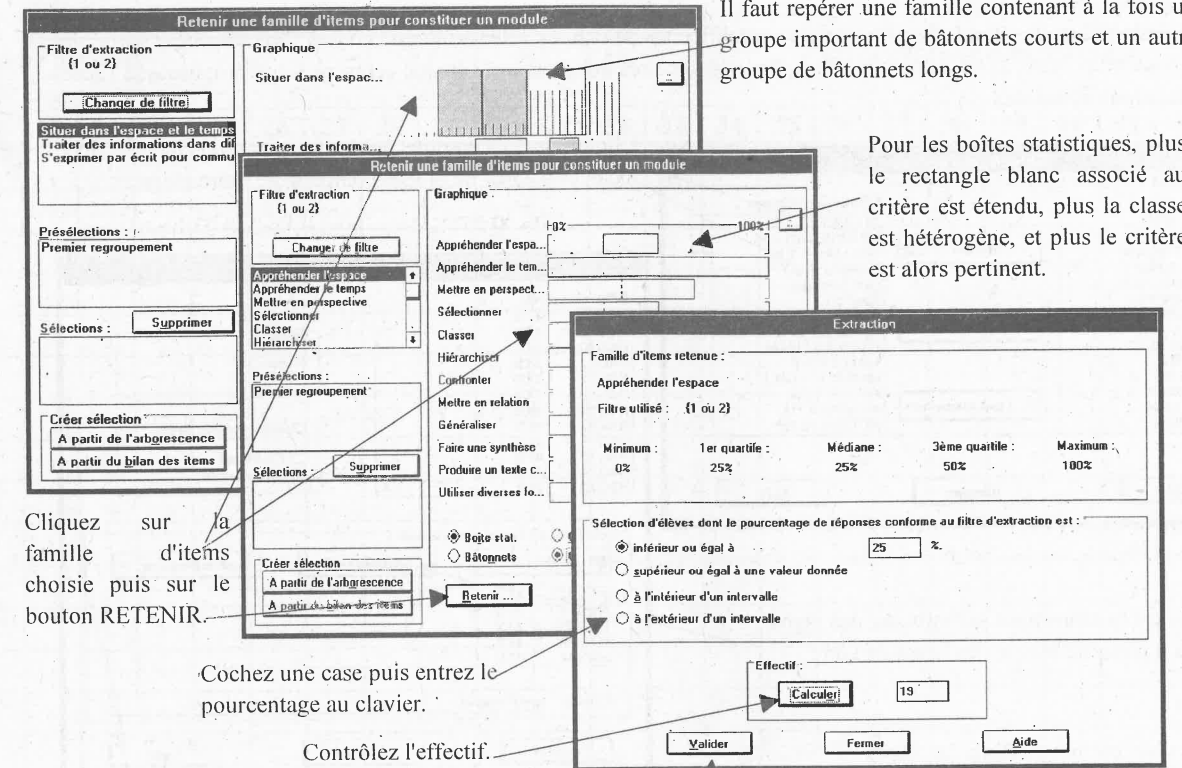 Il faut repérer une famille contenant à la fois
groupe important de bâtonnets courts et un
groupe de bâtonnets longs.
Retenir une famille d'items pour constituer un module
Filtre d'extraction
{1 ou 2}
Changer de filtre
Situer dans l'espace et le temps
Traiter des informations dans
S'exprimer par écrit pour
Présélections :
Premier regroupement
Sélections :
Supprimer
Créer sélection
A partir de l'arborescence
A partir du bilan des items
Graphique
Situer dans l'espac...
Traiter des informa...
Pour les boîtes statistiques, plus
le rectangle blanc associé au
critère est étendu, plus la classe
est hétérogène, et plus le critère
est alors pertinent.
Retenir une famille d'items pour constituer un module
Filtre d'extraction
{1 ou 2}
Changer de filtre
Appréhender l'espace
Appréhender le temps
Mettre en perspective
Sélectionner
Classer
Hiérarchiser
Présélections :
Premier regroupement
Sélections :
Supprimer
Créer sélection
A partir de l'arborescence
A partir du bilan des items
Graphique :
0% 100%
Appréhender l'espa...
Appréhender le tem...
Mettre en perspect...
Sélectionner
Classer
Hiérarchiser
Confronter
Mettre en relation
Généraliser
Faire une synthèse
Produire un texte c...
Utiliser diverses fo...
Boîte stat.
Bâtonnets
Retenir ...
Extraction
Famille d'items retenue :
Appréhender l'espace
Filtre utilisé : {1 ou 2}
Minimum : 1er quartile : Médiane : 3ème quartile : Maximum :
0% 25% 25% 50% 100%
Sélection d'élèves dont le pourcentage de réponses conforme au filtre d'extraction est :
inférieur ou égal à 25 %.
supérieur ou égal à une valeur donnée
à l'intérieur d'un intervalle
à l'extérieur d'un intervalle
Effectif :
Calculer 19
Valider Fermer Aide
Cliquez sur la
famille d'items
choisie puis sur le
bouton RETENIR.
Cochez une case puis entrez le
pourcentage au clavier.
Contrôlez l'effectif.